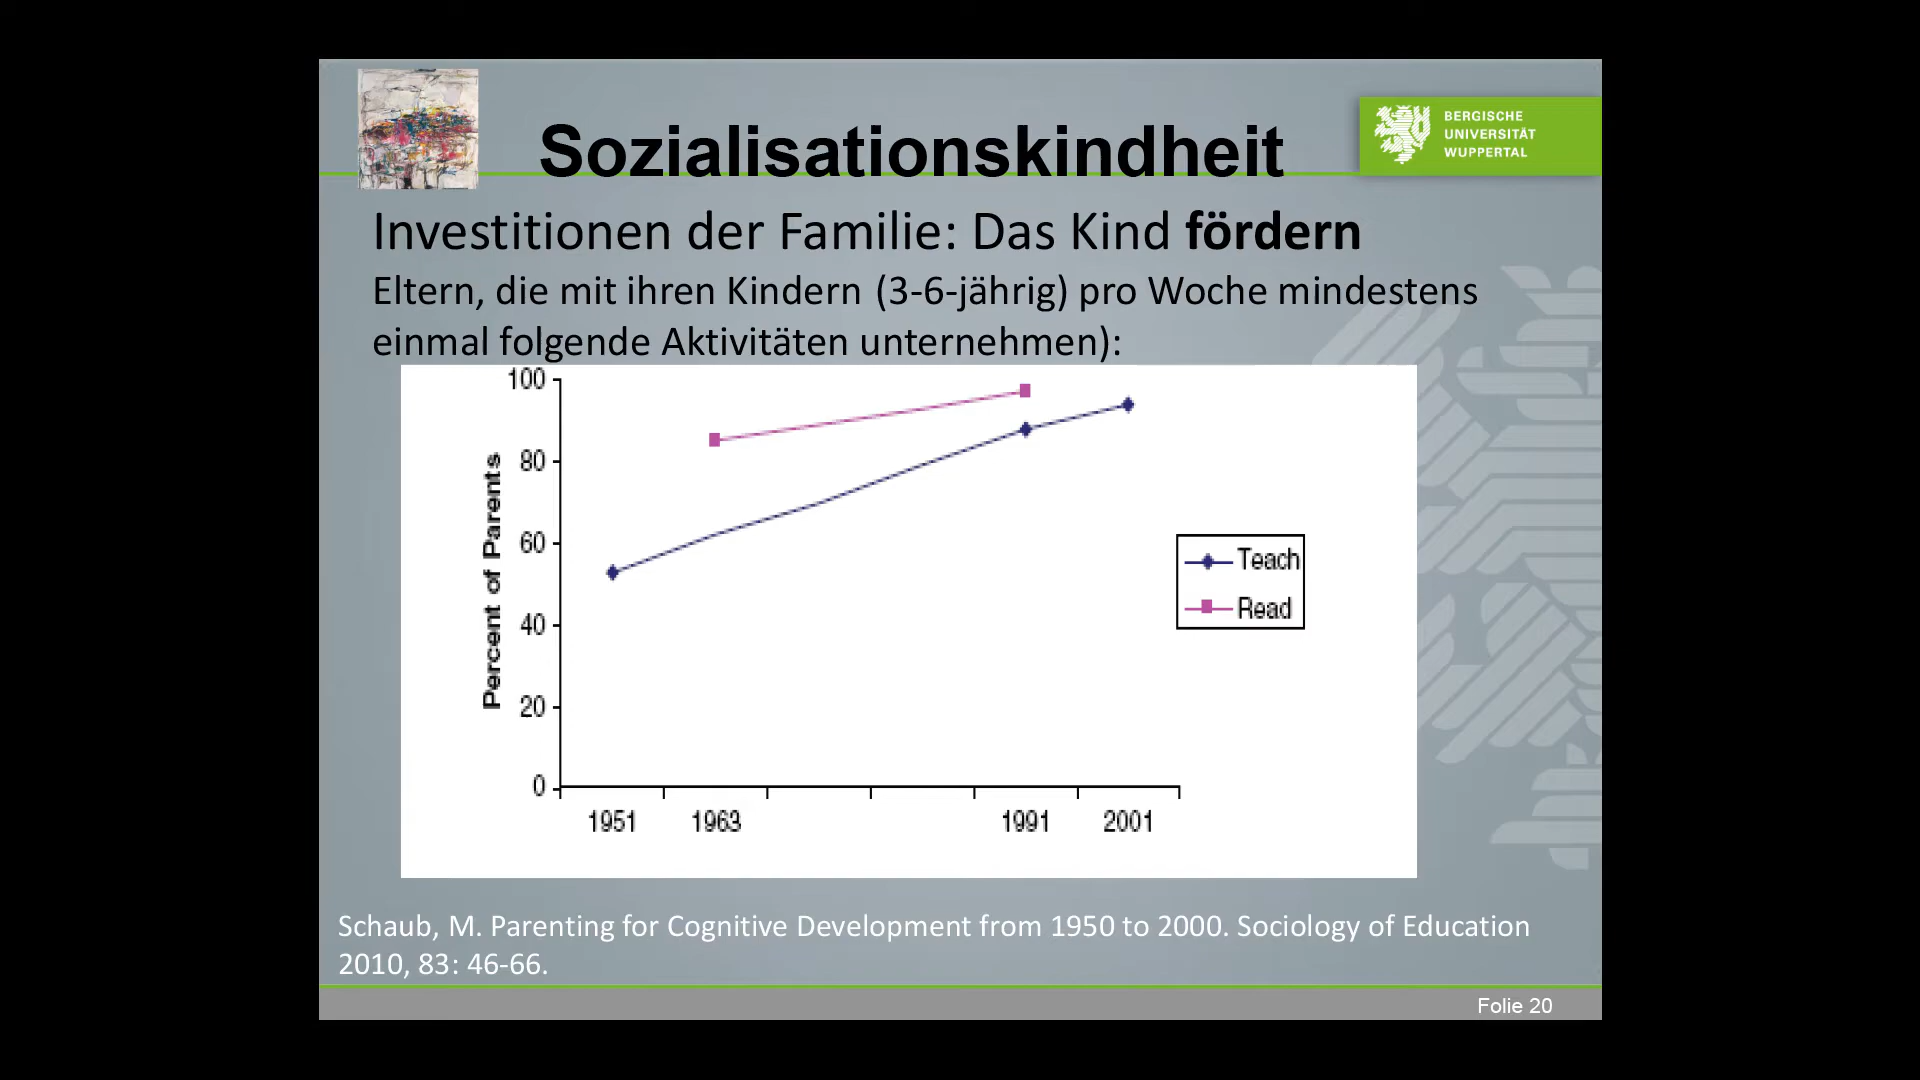 Sozialisationskindheit
BERGISCHE
UNIVERSITÄT
WUPPERTAL
Investitionen der Familie: Das Kind fördern
Eltern, die mit ihren Kindern (3-6-jährig) pro Woche mindestens
einmal folgende Aktivitäten unternehmen):
100
80
60
40
20
0
Percent of Parents
1951 1963 1991 2001
Teach
Read
Schaub, M. Parenting for Cognitive Development from 1950 to 2000. Sociology of Education
2010, 83: 46-66.
Folie 20